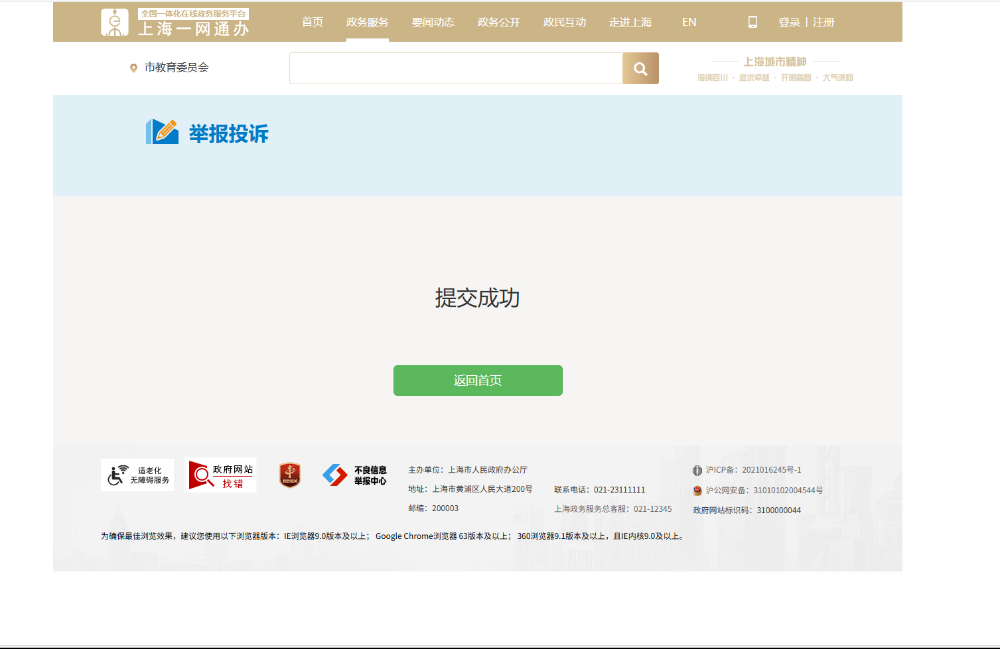 全国一体化在线政务服务平台
上海一网通办
首页 政务服务 要闻动态 政务公开 政民互动 走进上海 EN 登录 | 注册
市教育委员会
上海城市精神
海纳百川 · 追求卓越 · 开明睿智 · 大气谦和
举报投诉
提交成功
返回首页
适老化
无障碍服务
政府网站
找错
党政机关
不良信息
举报中心
主办单位：上海市人民政府办公厅
地址：上海市黄浦区人民大道200号 联系电话：021-23111111
邮编：200003 上海政务服务总客服：021-12345
沪ICP备：2021016245号-1
沪公网安备：31010102004544号
政府网站标识码：3100000044
为确保最佳浏览效果，建议您使用以下浏览器版本：IE浏览器9.0版本及以上； Google Chrome浏览器 63版本及以上； 360浏览器9.1版本及以上，且IE内核9.0及以上。